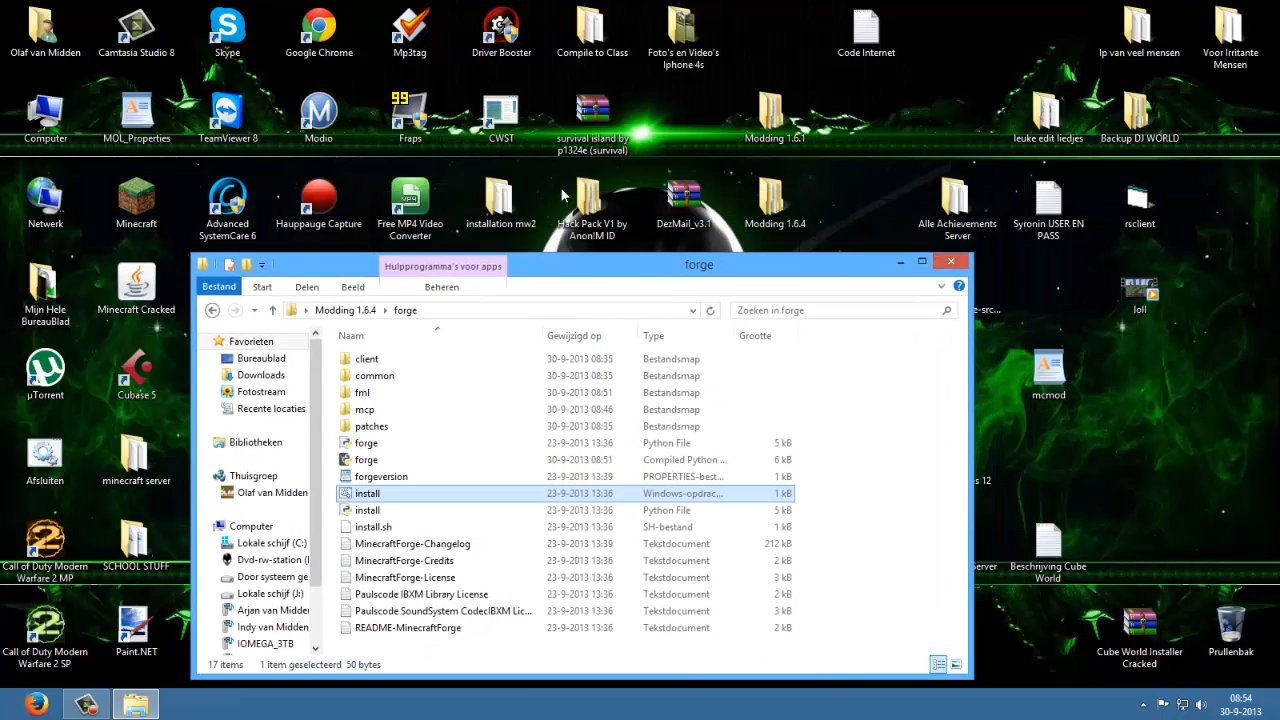 Olaf van Midden
Camtasia Studio 8
Skype
Google Chrome
Mp3tag
Driver Booster
Compile to Class
Foto's en Video's
Iphone 4s
Code Internet
Ip van veel mensen
Voor Irritante
Mensen
99
Computer
MOL_Properties
TeamViewer 8
Modio
Fraps
CWST
survival island by
p1324e (survival)
Modding 1.6.1
leuke edit liedjes
Backup DJ WORLD
Netwerk
Minecraft
Advanced
SystemCare 6
Hauppauge Capt...
Free MP4 Video
Converter
installation mw2
Hack Pack V1 by
Anon!M ID
DezMail_v3.1
Modding 1.6.4
Alle Achievements
Server
Syronin USER EN
PASS
rsclient
Mijn Hele
BureauBlad
Minecraft Cracked
-src...
loll
µTorrent
Cubase 5
mcmod
Afsluiten
minecraft server
s 12
Call of Duty Modern
Warfare 2 MP
SCHOOL STUFF
Server
Beschrijving Cube
World
Call of Duty Modern
Warfare 2 SP
Paint.NET
Cube World Installer
Cracked
Prullenbak
Hulpprogramma's voor apps
forge
Bestand
Start
Delen
Beeld
Beheren
Modding 1.6.4
forge
Zoeken in forge
Naam
Gewijzigd op
Type
Grootte
Favorieten
Bureaublad
Downloads
Fotostream
Recente locaties
Bibliotheken
Thuisgroep
Olaf van Midden
Computer
Lokale schijf (C:)
Dvd-rw-station (
Door systeem ge
Lokale schijf (J:)
Arjan van Midden
Indy van Midden
IOMEGA_3TB
client 30-9-2013 08:35 Bestandsmap
common 30-9-2013 08:35 Bestandsmap
fml 30-9-2013 08:51 Bestandsmap
mcp 30-9-2013 08:46 Bestandsmap
patches 30-9-2013 08:35 Bestandsmap
forge 23-9-2013 13:36 Python File 5 kB
forge 30-9-2013 08:51 Compiled Python ... 6 kB
forgeversion 23-9-2013 13:39 PROPERTIES-best... 1 kB
install 23-9-2013 13:36 Windows-opdrac... 1 kB
install 23-9-2013 13:36 Python File 5 kB
install.sh 23-9-2013 13:36 SH-bestand 1 kB
MinecraftForge-Changelog 23-9-2013 13:39 Tekstdocument 212 kB
MinecraftForge-Credits 23-9-2013 13:36 Tekstdocument 2 kB
MinecraftForge-License 23-9-2013 13:36 Tekstdocument 3 kB
Paulscode IBXM Library License 23-9-2013 13:36 Tekstdocument 2 kB
Paulscode SoundSystem CodecIBXM Lic... 23-9-2013 13:36 Tekstdocument 3 kB
README-MinecraftForge 23-9-2013 13:36 Tekstdocument 2 kB
17 items
1 item geselecteerd 50 bytes
08:54
30-9-2013